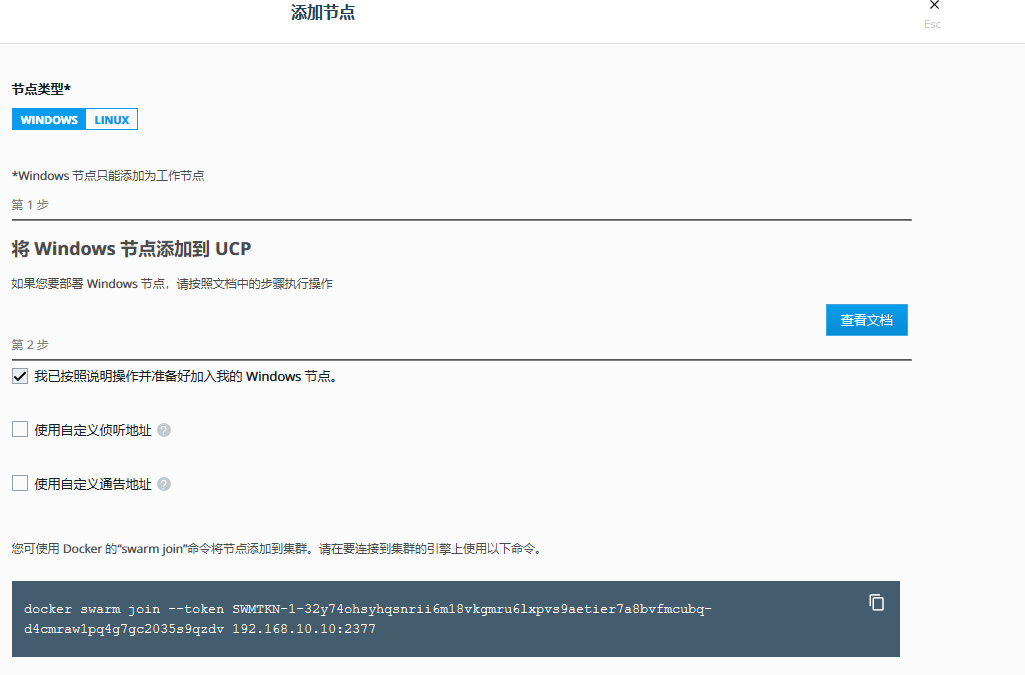 添加节点
×
Esc
节点类型*
WINDOWS LINUX
*Windows 节点只能添加为工作节点
第 1 步
将 Windows 节点添加到 UCP
如果您要部署 Windows 节点，请按照文档中的步骤执行操作
查看文档
第 2 步
我已按照说明操作并准备好加入我的 Windows 节点。
使用自定义侦听地址 ?
使用自定义通告地址 ?
您可使用 Docker 的“swarm join”命令将节点添加到集群。请在要连接到集群的引擎上使用以下命令。
docker swarm join --token SWMTKN-1-32y74ohsyhqsnrii6m18vkgmru6lxpvs9aetier7a8bvfmcubq-
d4cmraw1pq4g7gc2035s9qzdv 192.168.10.10:2377